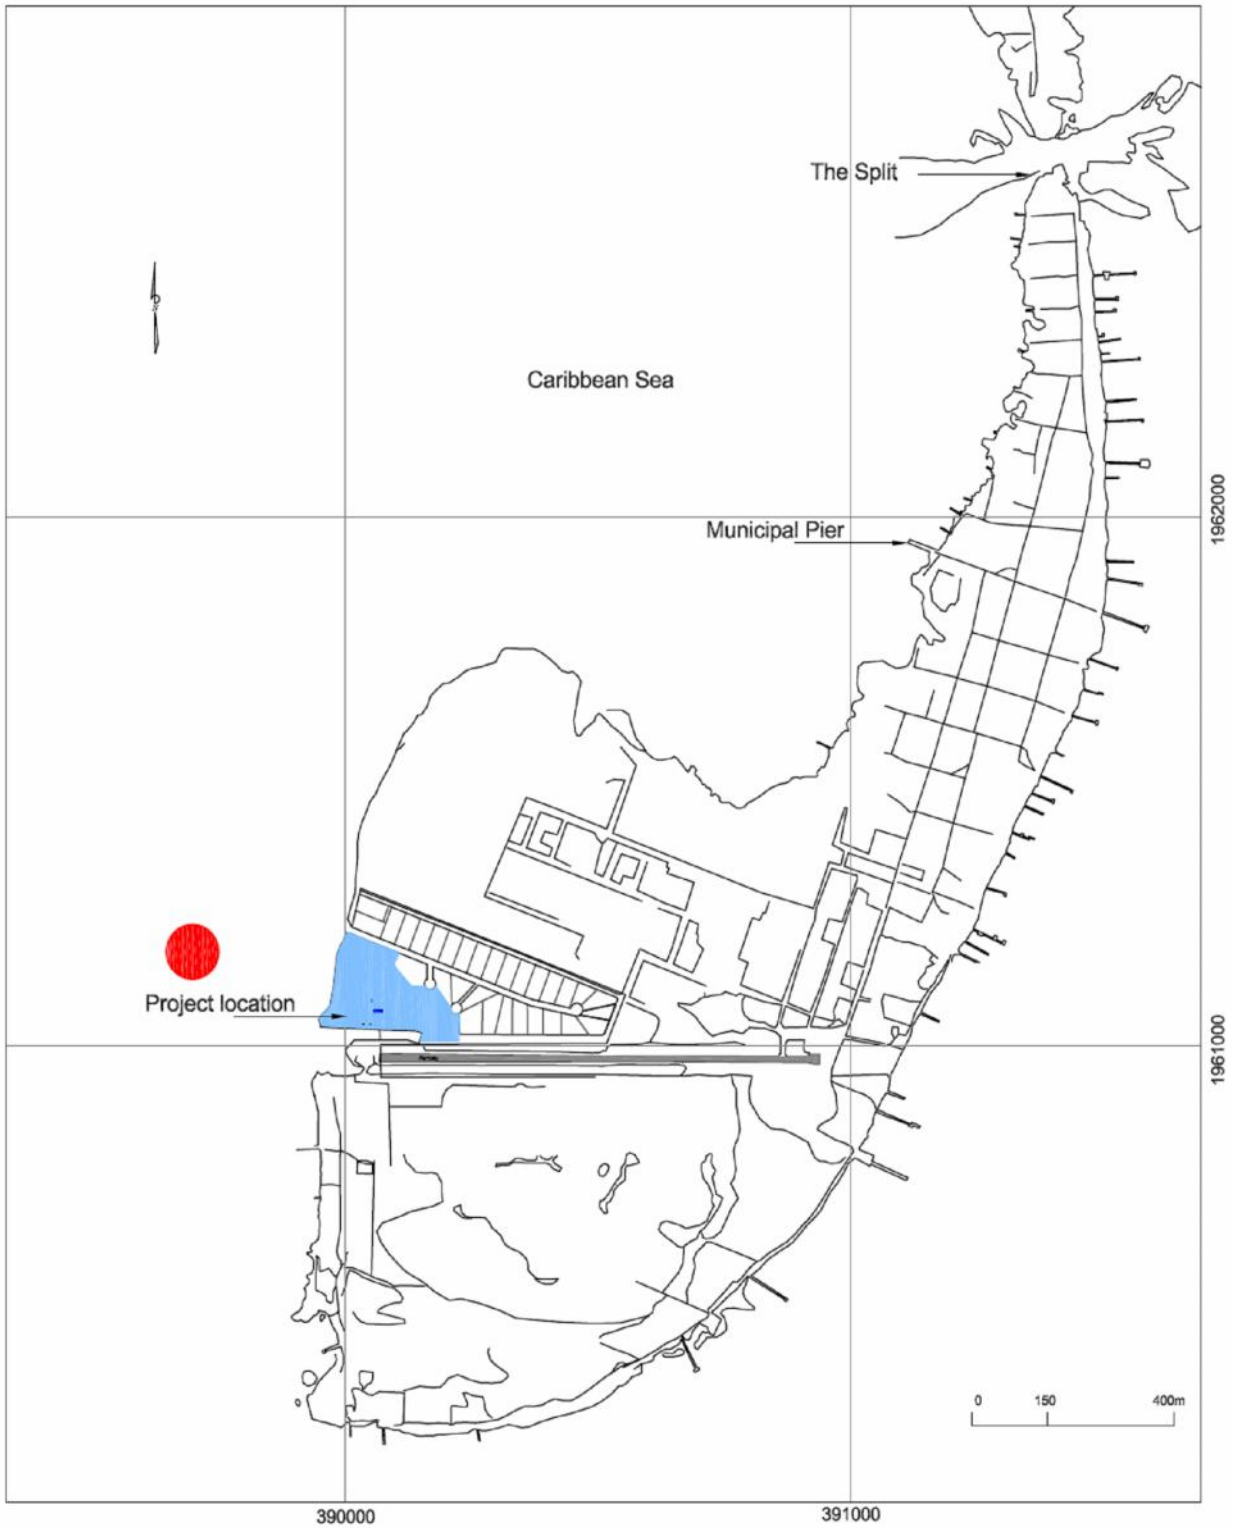 The Split
Caribbean Sea
1962000
Municipal Pier
Project location
1961000
0 150 400m
390000 391000